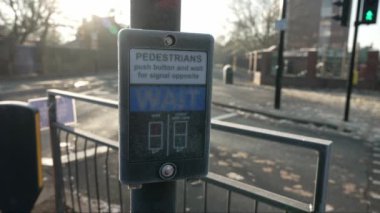 PEDESTRIANS
push button and wait
for signal opposite
WAIT